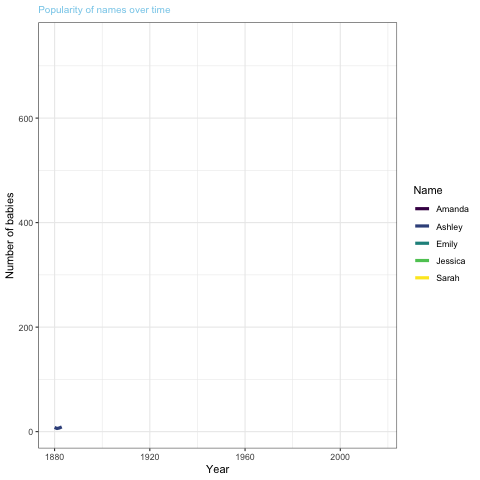 Popularity of names over time
Number of babies
600
400
200
0
1880 1920 1960 2000
Year
Name
Amanda
Ashley
Emily
Jessica
Sarah